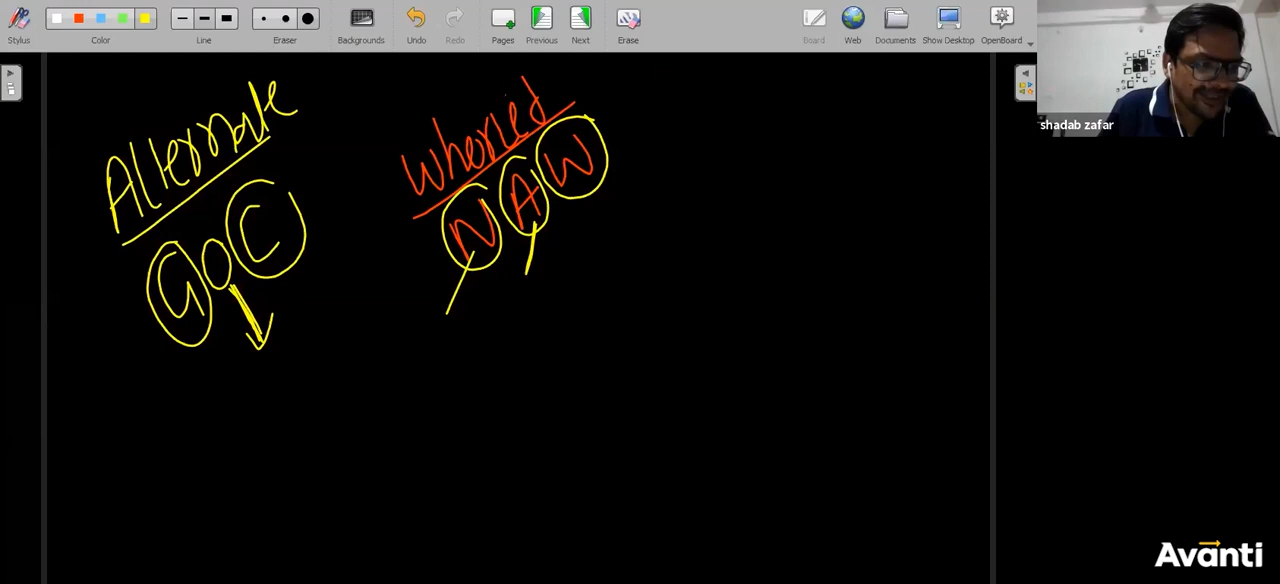 Stylus
Color
Line
Eraser
Backgrounds
Undo
Redo
Pages
Previous
Next
Erase
Board
Web
Documents
Show Desktop
OpenBoard
shadab zafar
Alternate
GOC
Whorled
NAW
Avanti